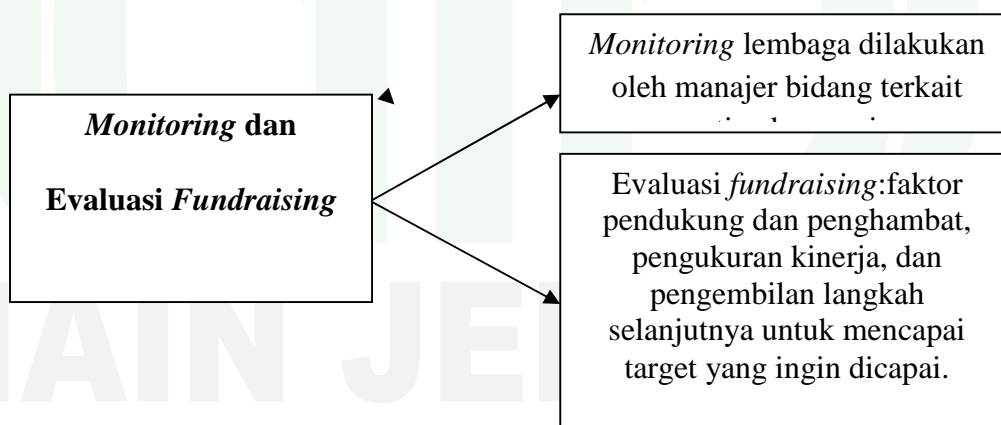 Monitoring dan
Evaluasi Fundraising
Monitoring lembaga dilakukan
oleh manajer bidang terkait
Evaluasi fundraising:faktor
pendukung dan penghambat,
pengukuran kinerja, dan
pengembilan langkah
selanjutnya untuk mencapai
target yang ingin dicapai.